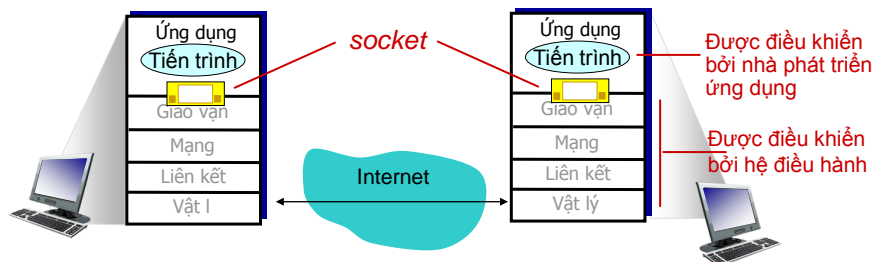 Ứng dụng
Tiến trình
Giao vận
Mạng
Liên kết
Vật l
socket
Internet
Ứng dụng
Tiến trình
Giao vận
Mạng
Liên kết
Vật lý
Được điều khiển
bởi nhà phát triển
ứng dụng
Được điều khiển
bởi hệ điều hành